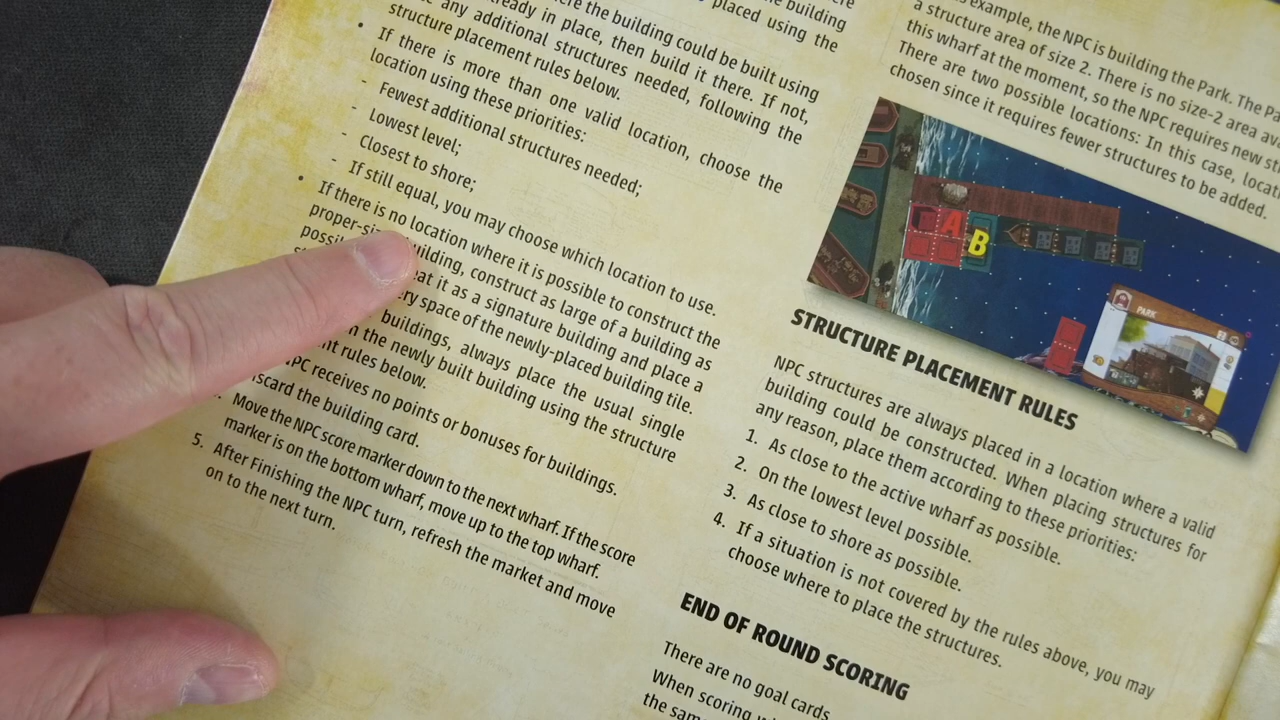 where the building could be built using
already in place, then build it there. If not,
any additional structures needed, following the
structure placement rules below.
• If there is more than one valid location, choose the
location using these priorities:
- Fewest additional structures needed;
- Lowest level;
- Closest to shore;
- If still equal, you may choose which location to use.
• If there is no location where it is possible to construct the
proper-sized building, construct as large of a building as
treat it as a signature building and place a
space of the newly-placed building tile.
buildings, always place the usual single
the newly built building using the structure
rules below.
NPC receives no points or bonuses for buildings.
Discard the building card.
Move the NPC score marker down to the next wharf. If the score
marker is on the bottom wharf, move up to the top wharf.
5. After Finishing the NPC turn, refresh the market and move
on to the next turn.
building
placed using the
example, the NPC is building the Park. The
a structure area of size 2. There is no size-2 area
this wharf at the moment, so the NPC requires new
There are two possible locations: In this case,
chosen since it requires fewer structures to be added.
A
B
PARK
STRUCTURE PLACEMENT RULES
NPC structures are always placed in a location where a valid
building could be constructed. When placing structures for
any reason, place them according to these priorities:
1. As close to the active wharf as possible.
2. On the lowest level possible.
3. As close to shore as possible.
4. If a situation is not covered by the rules above, you may
choose where to place the structures.
END OF ROUND SCORING
There are no goal cards
When scoring
the same